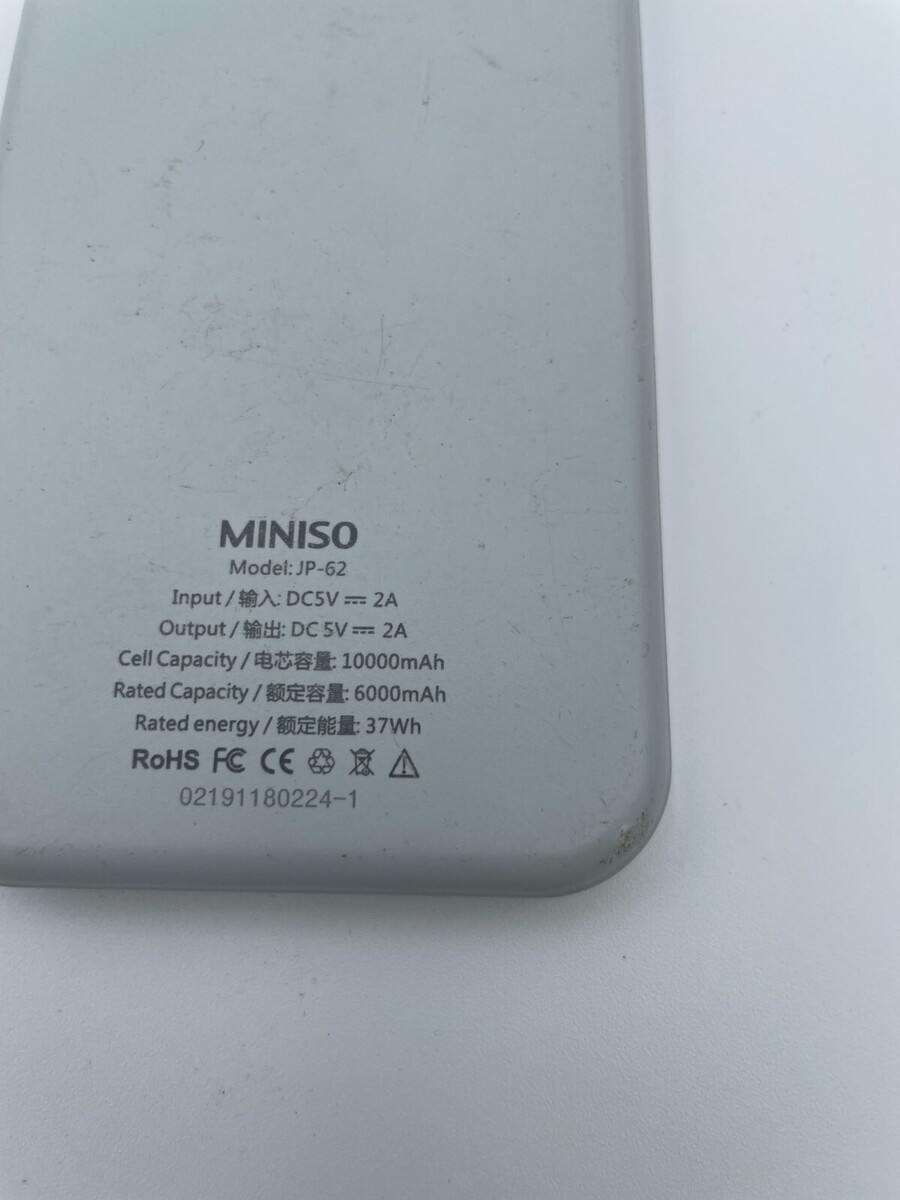 MINISO
Model: JP-62
Input / 输入: DC5V ⎓ 2A
Output / 输出: DC 5V ⎓ 2A
Cell Capacity / 电芯容量: 10000mAh
Rated Capacity / 额定容量: 6000mAh
Rated energy / 额定能量: 37Wh
RoHS FC CE
02191180224-1